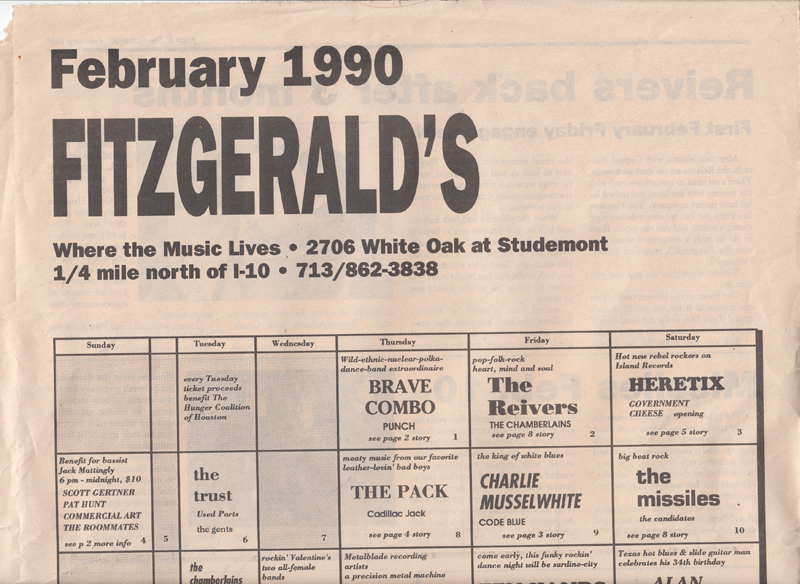 February 1990
FITZGERALD'S
Where the Music Lives • 2706 White Oak at Studemont
1/4 mile north of I-10 • 713/862-3838
Sunday
Tuesday
Wednesday
Thursday
Friday
Saturday
every Tuesday
ticket proceeds
benefit The
Hunger Coalition
of Houston
Wild-ethnic-nuclear-polka-
dance-band extraordinaire
BRAVE
COMBO
PUNCH
see page 2 story 1
pop-folk-rock
heart, mind and soul
The
Reivers
THE CHAMBERLAINS
see page 8 story 2
Hot new rebel rockers on
Island Records
HERETIX
GOVERNMENT
CHEESE opening
see page 5 story 3
Benefit for bassist
Jack Mattingly
6 pm - midnight, $10
SCOTT GERTNER
PAT HUNT
COMMERCIAL ART
THE ROOMMATES
see p 2 more info 4
5
the
trust
Used Parts
the gents
6
7
meaty music from our favorite
leather-lovin' bad boys
THE PACK
Cadillac Jack
see page 4 story 8
the king of white blues
CHARLIE
MUSSELWHITE
CODE BLUE
see page 3 story 9
big beat rock
the
missiles
the candidates
see page 8 story 10
the
chamberlains
rockin' Valentine's
two all-female
bands
Metalblade recording
artists
a precision metal machine
come early, this funky rockin'
dance night will be sardine-city
Texas hot blues & slide guitar man
celebrates his 34th birthday
ALAN
Reivers back after 3 months